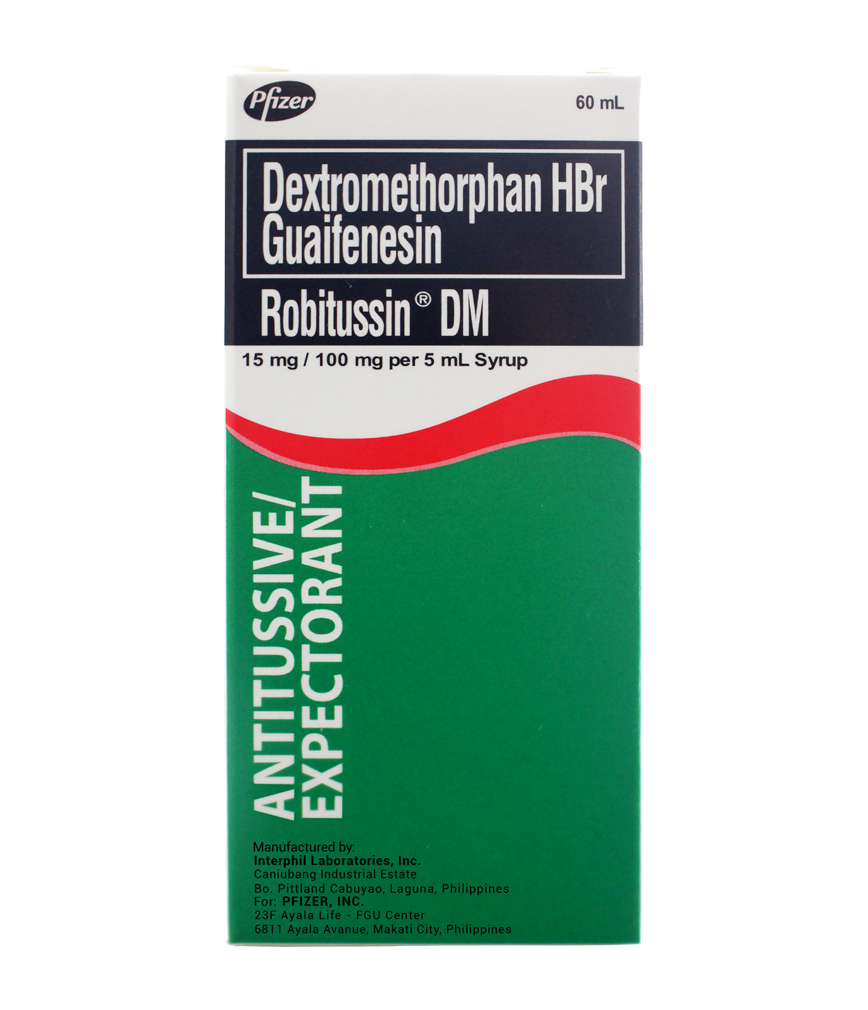 Pfizer
60 mL
Dextromethorphan HBr
Guaifenesin
Robitussin® DM
15 mg / 100 mg per 5 mL Syrup
ANTITUSSIVE/
EXPECTORANT
Manufactured by:
Interphil Laboratories, Inc.
Caniubang Industrial Estate
Bo. Pittland Cabuyao, Laguna, Philippines
For: PFIZER, INC.
23F Ayala Life - FGU Center
6811 Ayala Avanue, Makati City, Philippines